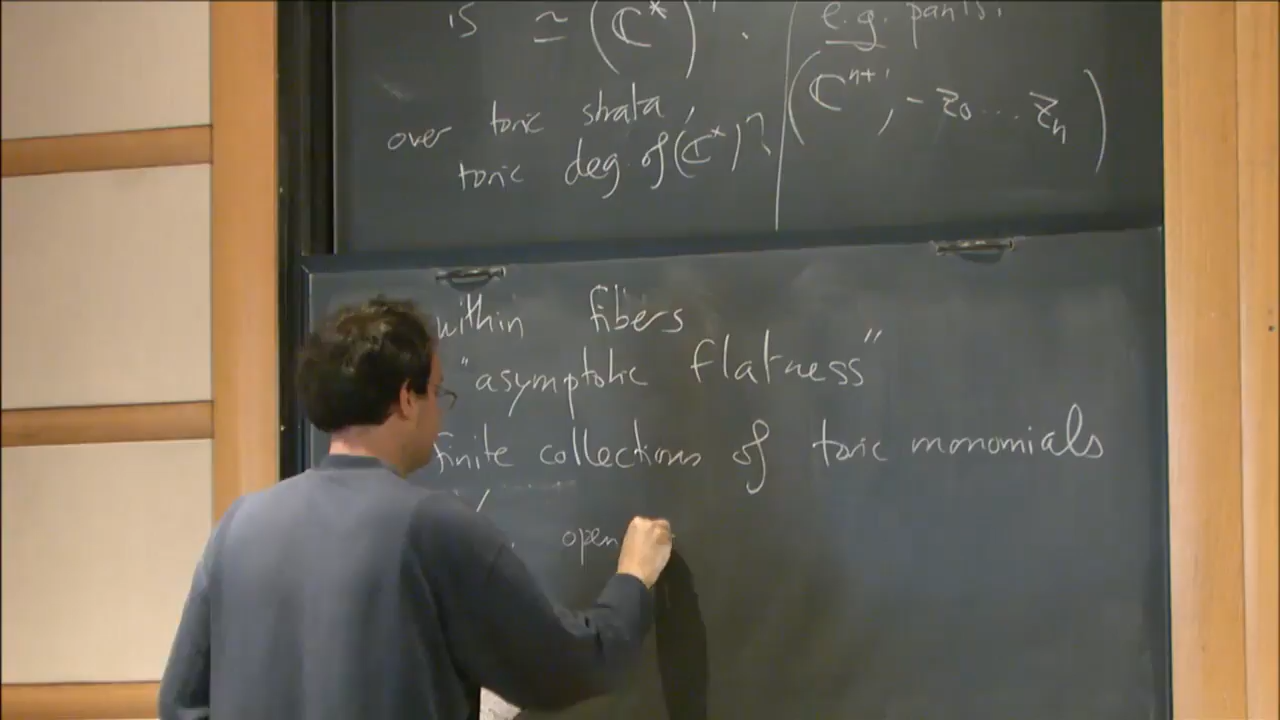 is ≃ (ℂ*)ⁿ.
over toric strata,
toric deg. of (ℂ*)ⁿ
e.g. pants.
(ℂⁿ⁺¹, -z₀...zₙ)
within fibers
"asymptotic flatness"
finite collections of toric monomials
open